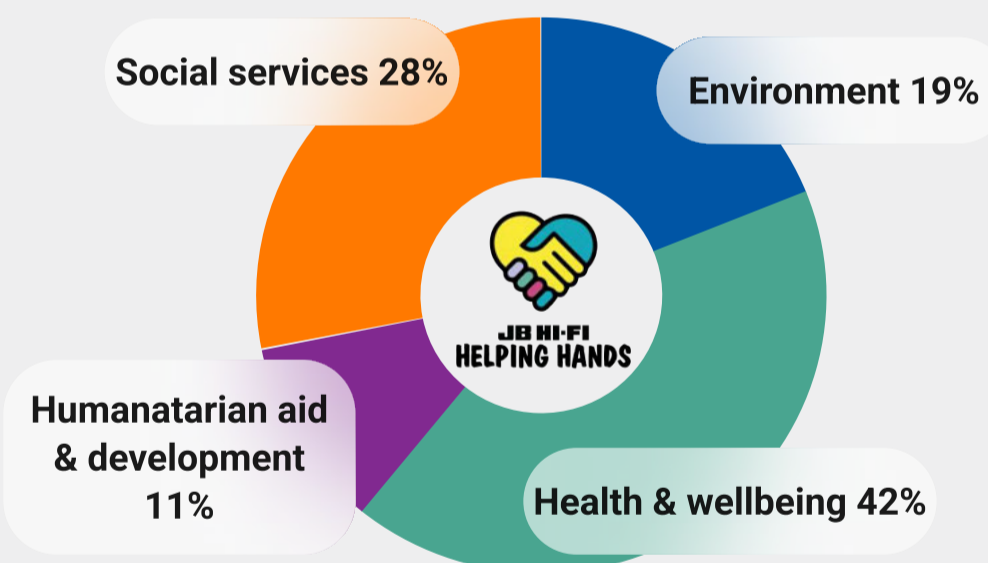 Social services 28%
Environment 19%
JB HI-FI
HELPING HANDS
Humanatarian aid
& development
11%
Health & wellbeing 42%